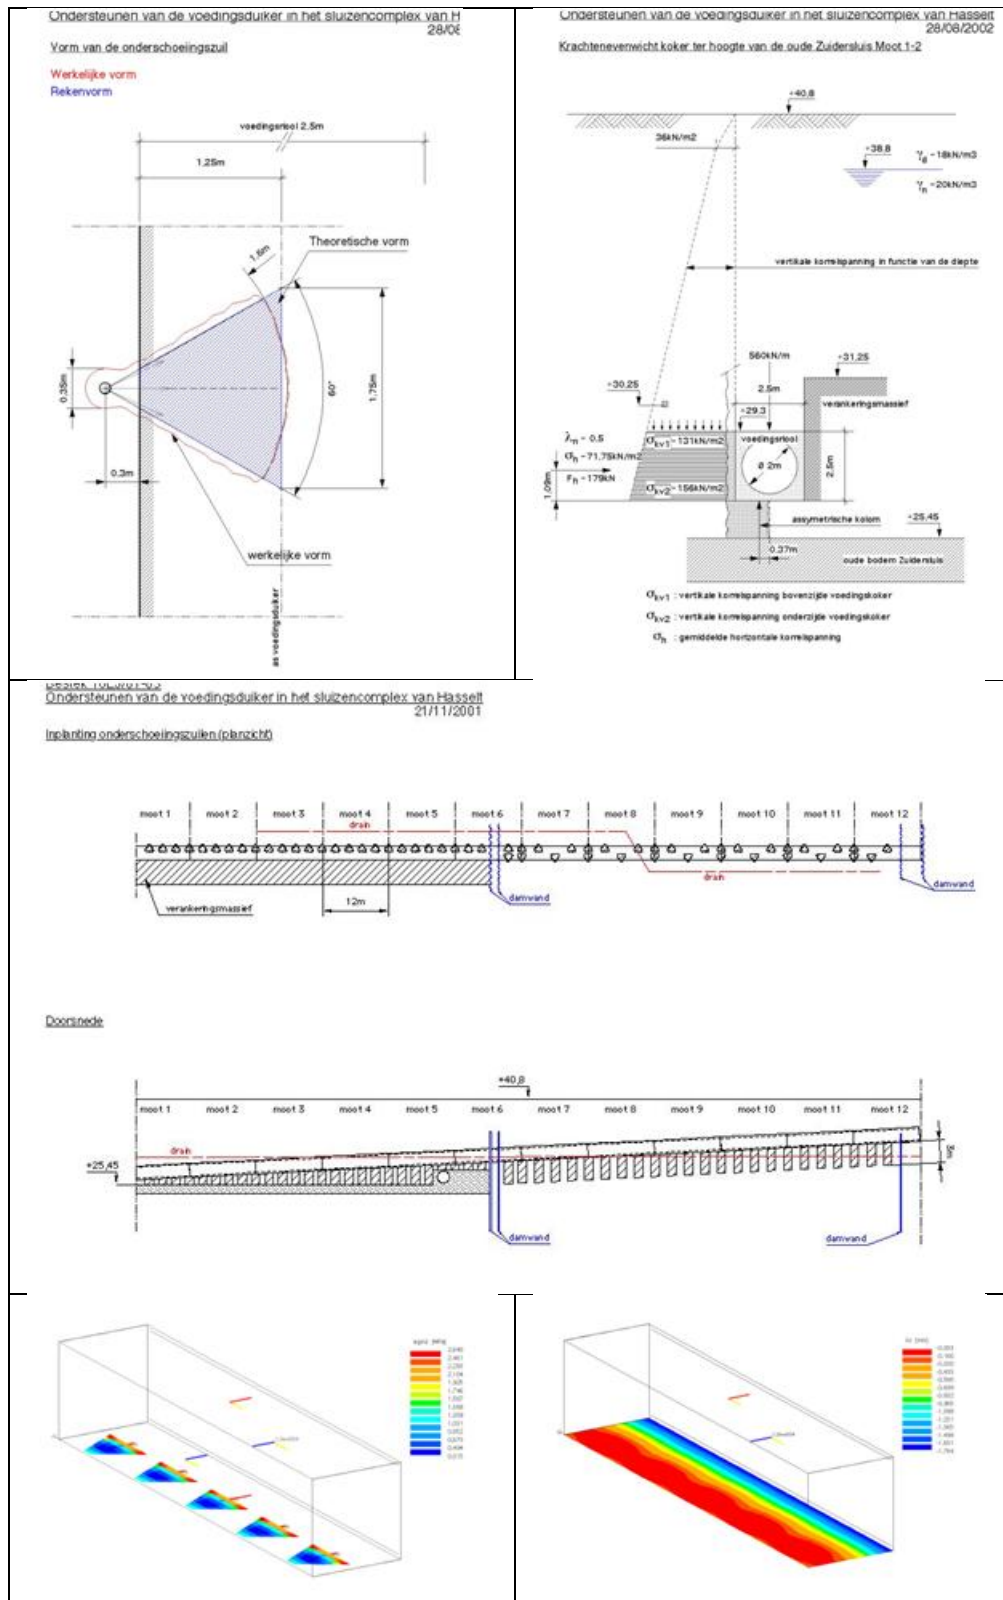 Ondersteunen van de voedingsduiker in het sluizencomplex van H
28/08
Vorm van de onderschoeiingszuil
Werkelijke vorm
Rekenvorm
voedingsriool 2.5m
1,25m
Theoretische vorm
1.6m
0,35m
60°
1,75m
0.3m
werkelijke vorm
as voedingsduiker
Ondersteunen van de voedingsduiker in het sluizencomplex van Hasselt
28/08/2002
Krachtenevenwicht koker ter hoogte van de oude Zuidersluis Moot 1-2
+40,8
36kN/m2
+38,8
γd =18kN/m3
γn =20kN/m3
vertikale korrelspanning in functie van de diepte
560kN/m
+31,25
2.5m
+30,25
verankeringsmassief
+29.3
λn = 0.5
σkv1 =131kN/m2
voedingsriool
σh =71,75kN/m2
Ø 2m
2.5m
1,09m
Fh =179kN
σkv2 =156kN/m2
assymetrische kolom
+25,45
0.37m
oude bodem Zuidersluis
σkv1 : vertikale korrelspanning bovenzijde voedingskoker
σkv2 : vertikale korrelspanning onderzijde voedingskoker
σh : gemiddelde horizontale korrelspanning
Ondersteunen van de voedingsduiker in het sluizencomplex van Hasselt
21/11/2001
Inplanting onderschoeiingszuilen (planzicht)
moot 1 moot 2 moot 3 moot 4 moot 5 moot 6 moot 7 moot 8 moot 9 moot 10 moot 11 moot 12
drain
drain
damwand
damwand
12m
verankeringsmassief
Doorsnede
+40,8
moot 1 moot 2 moot 3 moot 4 moot 5 moot 6 moot 7 moot 8 moot 9 moot 10 moot 11 moot 12
drain
+25,45
2m
damwand
damwand